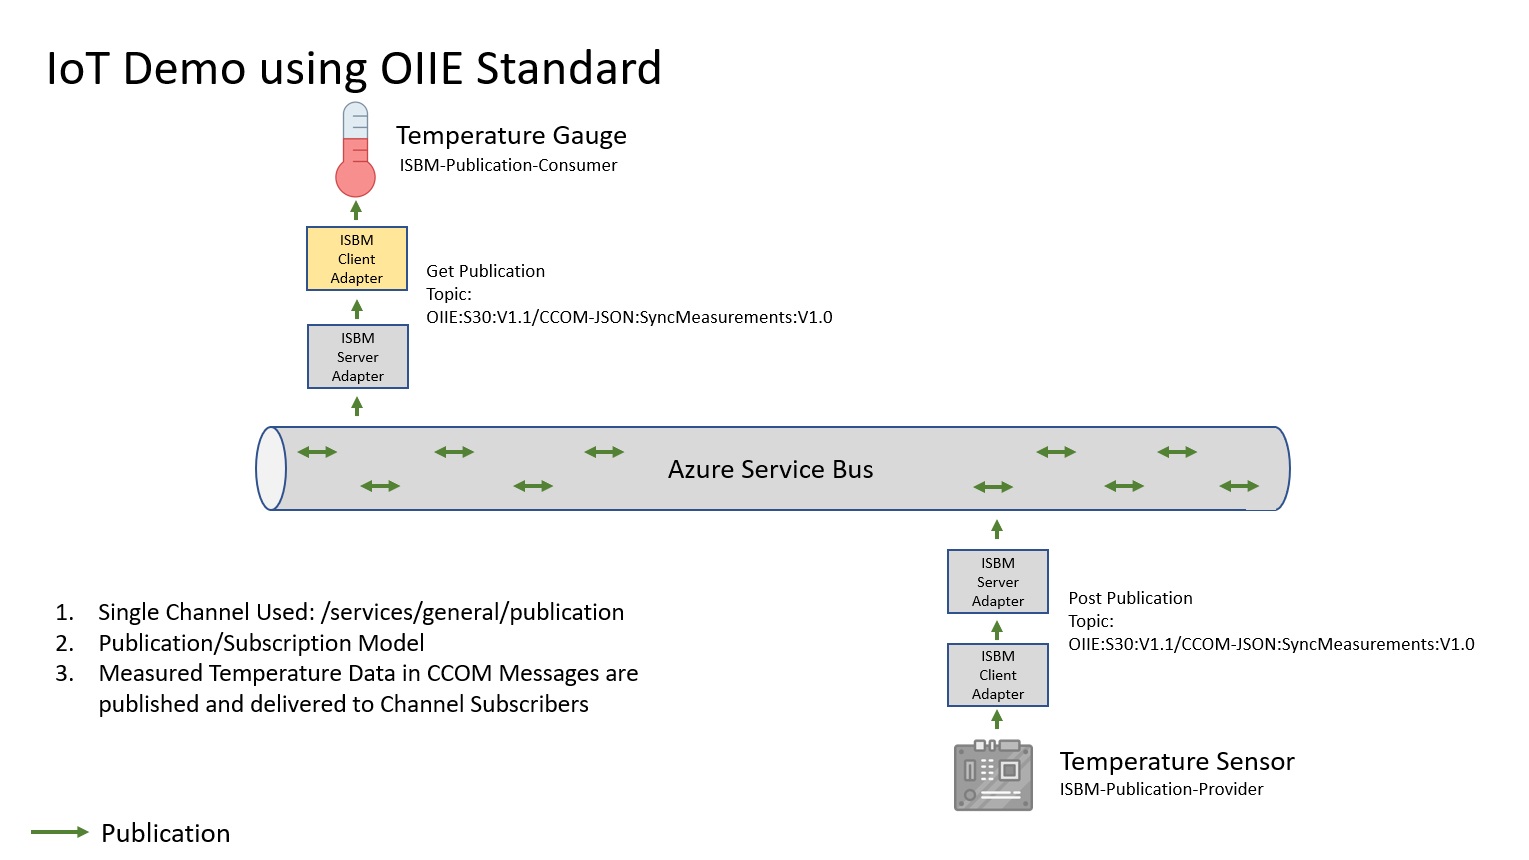 IoT Demo using OIIE Standard
Temperature Gauge
ISBM-Publication-Consumer
ISBM
Client
Adapter
Get Publication
Topic:
OIIE:S30:V1.1/CCOM-JSON:SyncMeasurements:V1.0
ISBM
Server
Adapter
Azure Service Bus
ISBM
Server
Adapter
Post Publication
Topic:
OIIE:S30:V1.1/CCOM-JSON:SyncMeasurements:V1.0
ISBM
Client
Adapter
1. Single Channel Used: /services/general/publication
2. Publication/Subscription Model
3. Measured Temperature Data in CCOM Messages are
published and delivered to Channel Subscribers
Temperature Sensor
ISBM-Publication-Provider
Publication